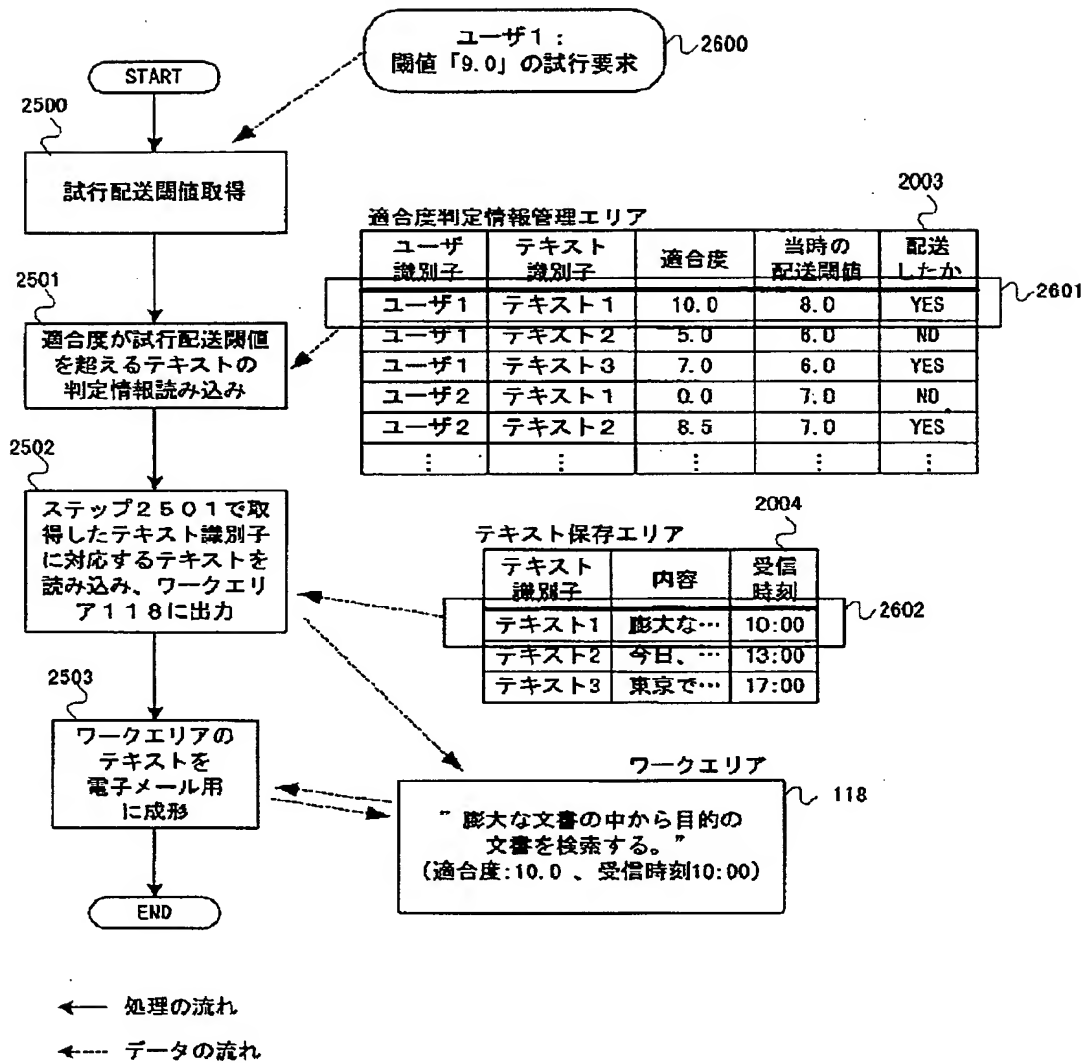 ユーザ1:
閾値「9.0」の試行要求
2600
START
2500
試行配送閾値取得
2003
適合度判定情報管理エリア
ユーザ識別子 テキスト識別子 適合度 当時の配送閾値 配送したか
ユーザ1 テキスト1 10.0 8.0 YES
2601
ユーザ1 テキスト2 5.0 6.0 NO
ユーザ1 テキスト3 7.0 6.0 YES
ユーザ2 テキスト1 0.0 7.0 NO
ユーザ2 テキスト2 8.5 7.0 YES
⋮ ⋮ ⋮ ⋮ ⋮
2501
適合度が試行配送閾値
を超えるテキストの
判定情報読み込み
2502
ステップ2501で取
得したテキスト識別子
に対応するテキストを
読み込み、ワークエリ
ア118に出力
2004
テキスト保存エリア
テキスト識別子 内容 受信時刻
テキスト1 膨大な… 10:00
2602
テキスト2 今日、… 13:00
テキスト3 東京で… 17:00
2503
ワークエリアの
テキストを
電子メール用
に成形
ワークエリア
118
"膨大な文書の中から目的の
文書を検索する。"
(適合度:10.0 、受信時刻10:00)
END
処理の流れ
データの流れ